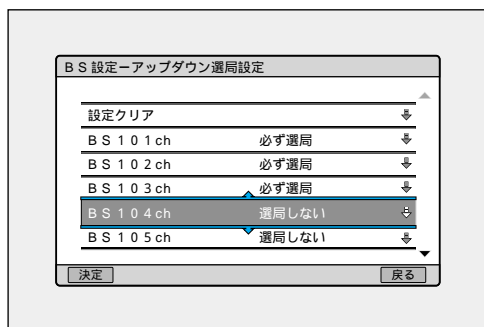 ＢＳ設定ーアップダウン選局設定
設定クリア
ＢＳ１０１ch 必ず選局
ＢＳ１０２ch 必ず選局
ＢＳ１０３ch 必ず選局
ＢＳ１０４ch 選局しない
ＢＳ１０５ch 選局しない
決定 戻る